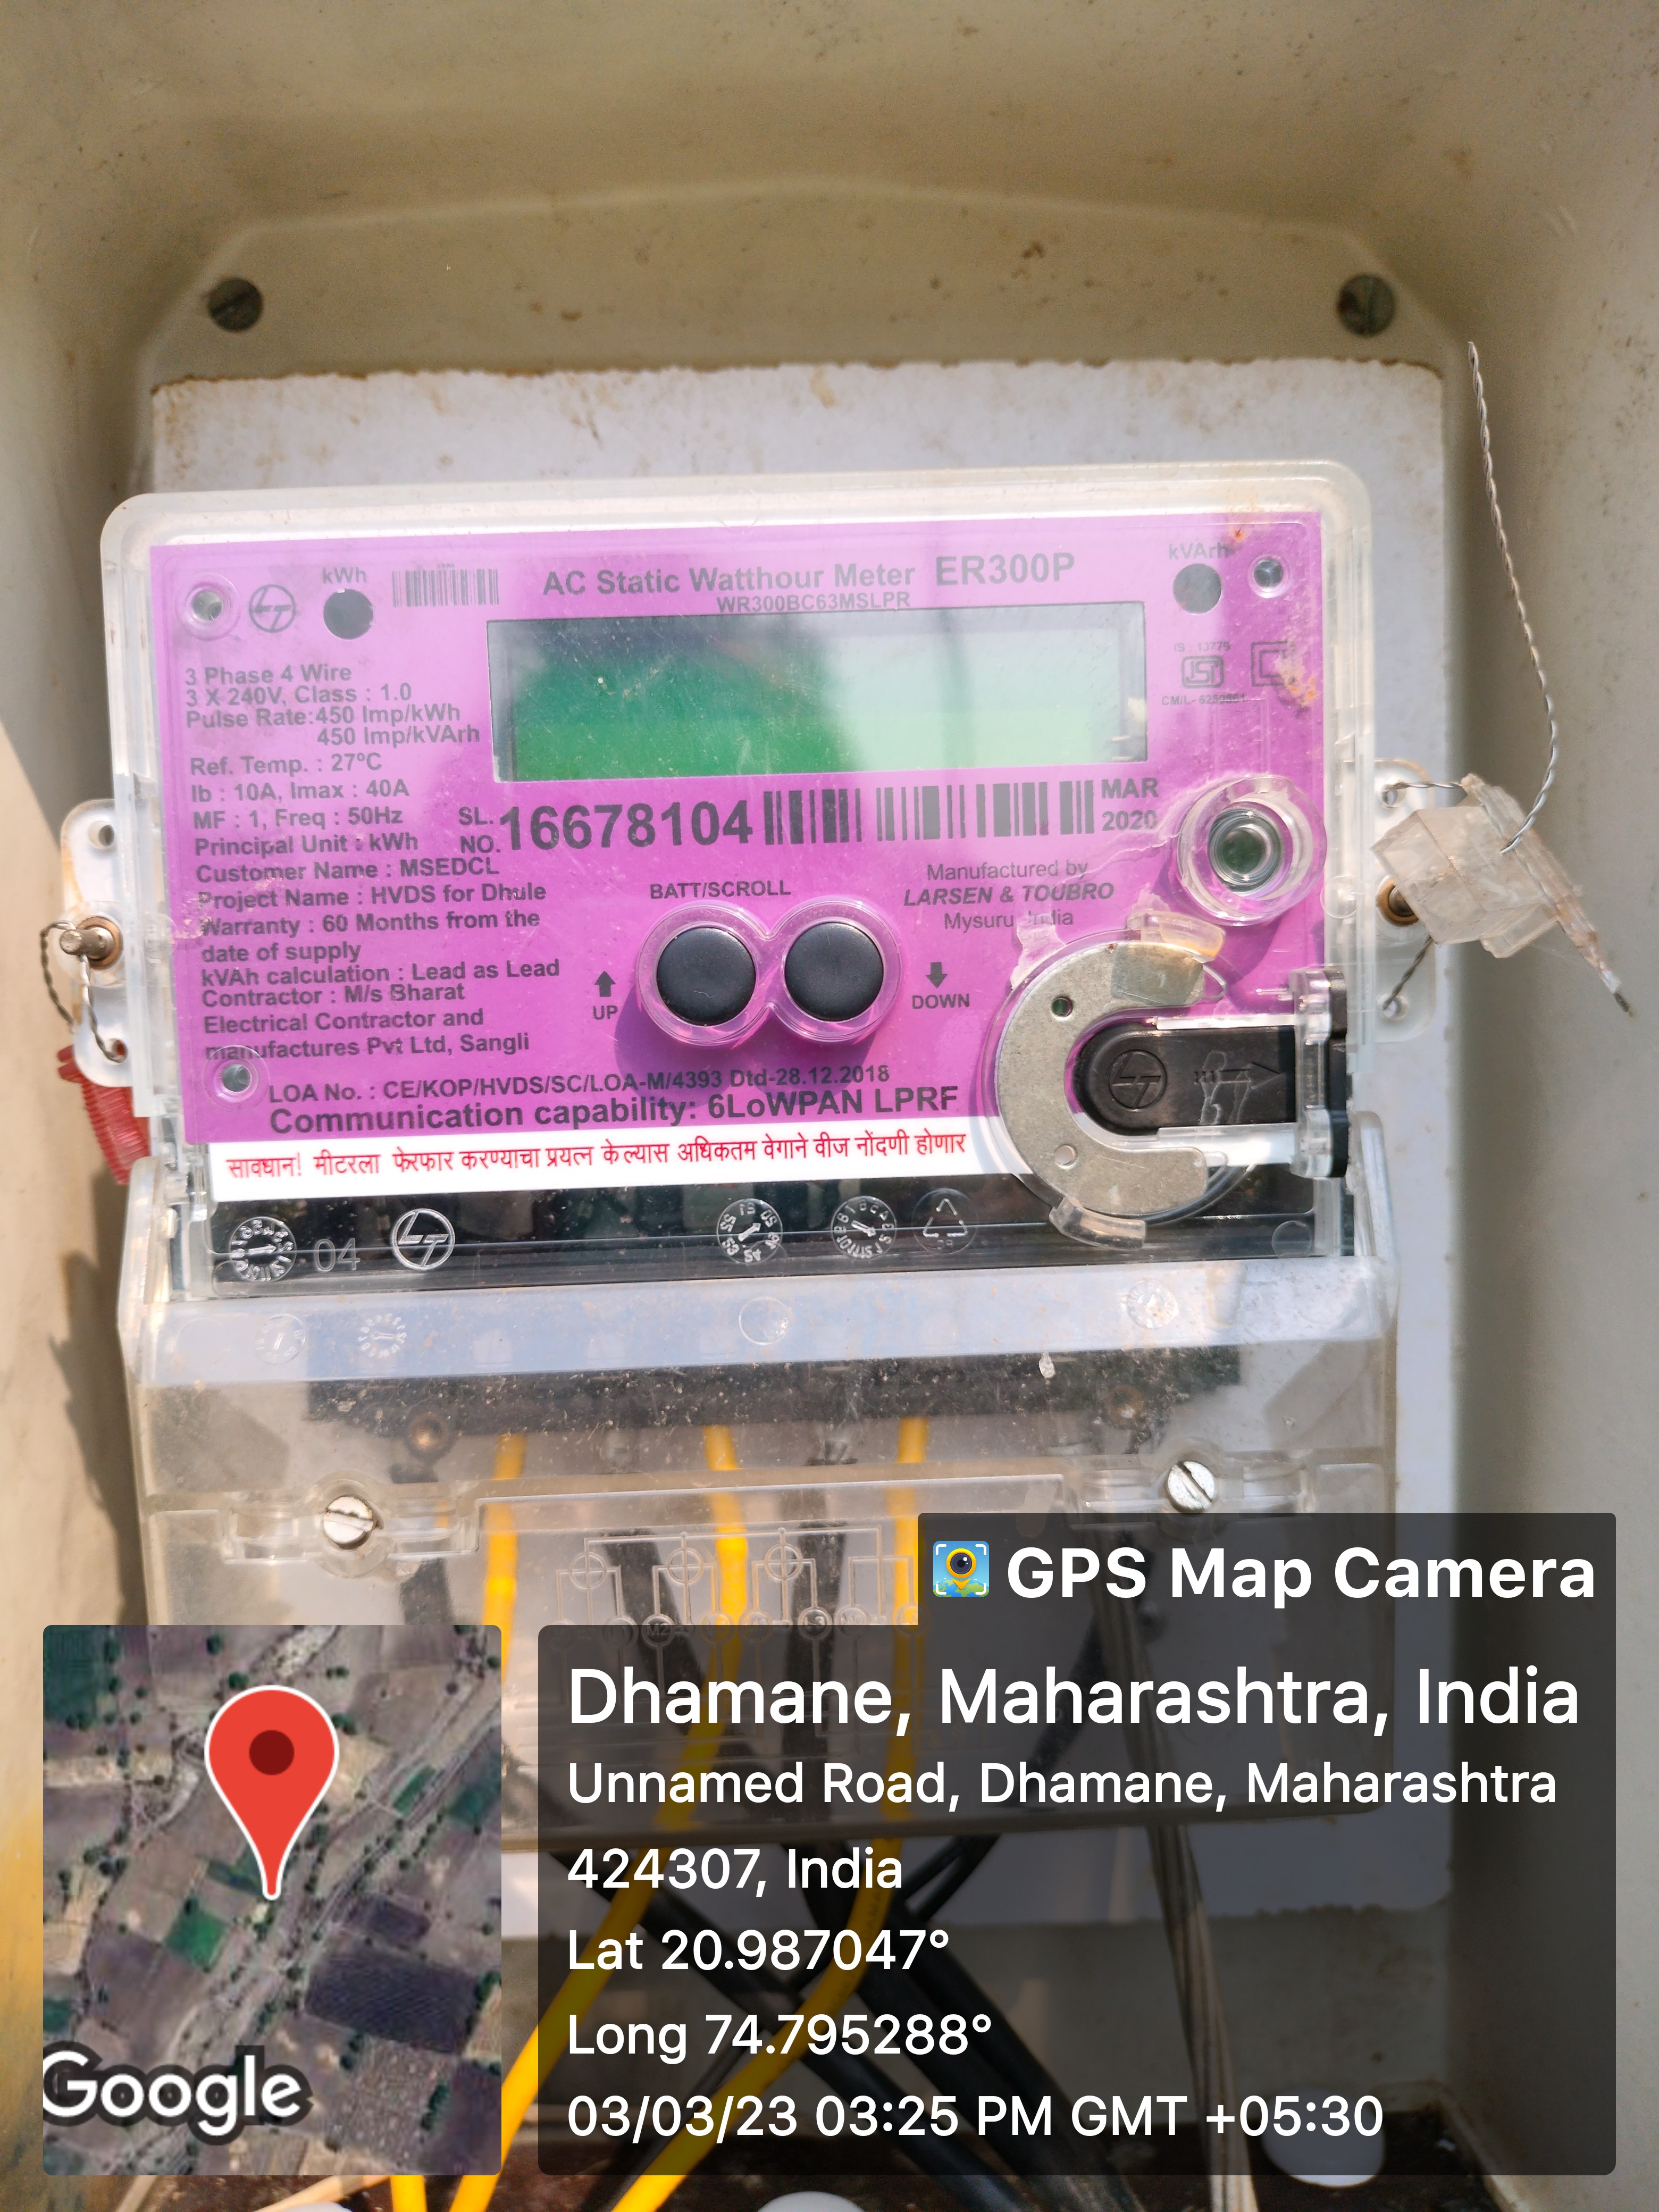 kWh
AC Static Watthour Meter ER300P
kVArh
WR300BC63MSLPR
3 Phase 4 Wire
3 X 240V, Class : 1.0
Pulse Rate:450 Imp/kWh
450 Imp/kVArh
Ref. Temp. : 27°C
Ib : 10A, Imax : 40A
MF : 1, Freq : 50Hz
Principal Unit : kWh
Customer Name : MSEDCL
Project Name : HVDS for Dhule
Warranty : 60 Months from the
date of supply
kVAh calculation : Lead as Lead
Contractor : M/s Bharat
Electrical Contractor and
manufactures Pvt Ltd, Sangli
IS : 13779
SL.
NO. 16678104
MAR
2020
Manufactured by
LARSEN & TOUBRO
Mysuru, India
BATT/SCROLL
UP
DOWN
LOA No. : CE/KOP/HVDS/SC/LOA-M/4393 Dtd-28.12.2018
Communication capability: 6LoWPAN LPRF
सावधान! मीटरला फेरफार करण्याचा प्रयत्न केल्यास अधिकतम वेगाने वीज नोंदणी होणार
04
GPS Map Camera
Dhamane, Maharashtra, India
Unnamed Road, Dhamane, Maharashtra
424307, India
Lat 20.987047°
Long 74.795288°
03/03/23 03:25 PM GMT +05:30
Google